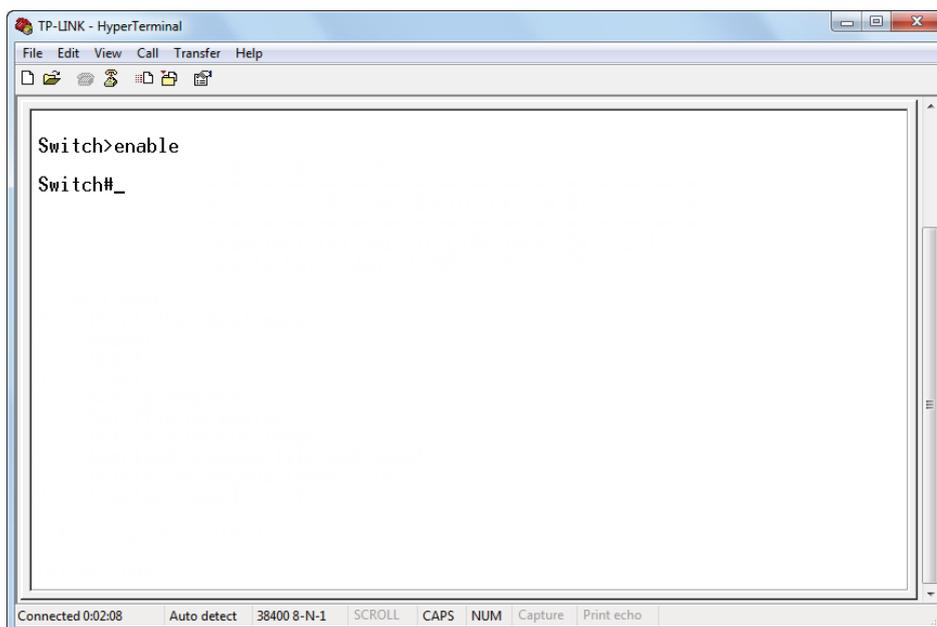 TP-LINK - HyperTerminal
File Edit View Call Transfer Help
Switch>enable
Switch#_
Connected 0:02:08 Auto detect 38400 8-N-1 SCROLL CAPS NUM Capture Print echo